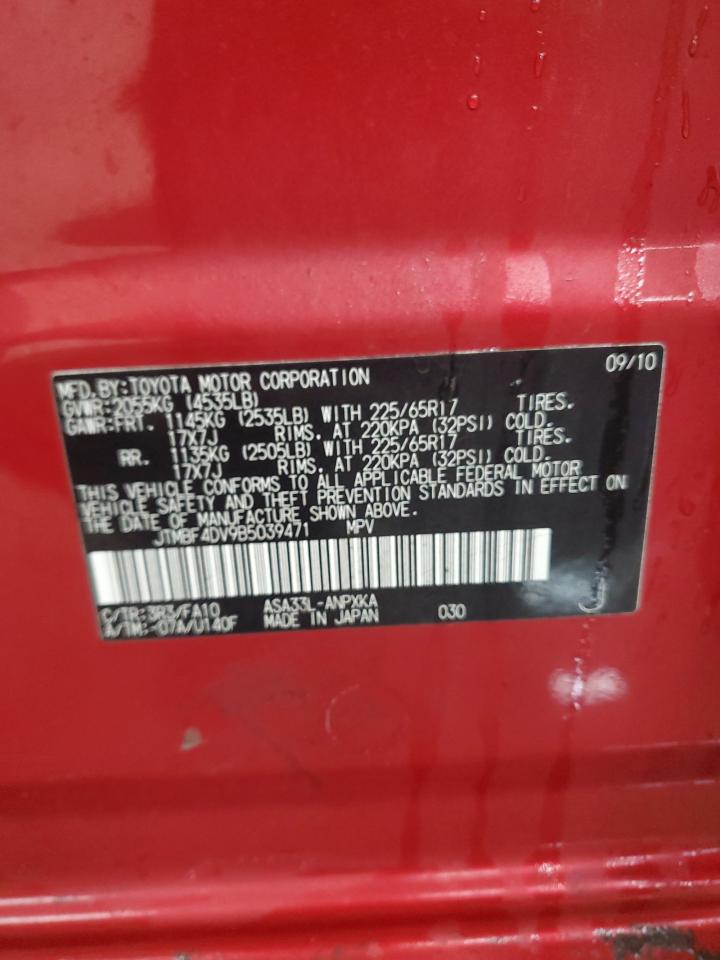 MFD.BY:TOYOTA MOTOR CORPORATION 09/10
GVWR:2055KG (4535LB)
GAWR:FRT. 1145KG (2535LB) WITH 225/65R17 TIRES.
17X7J RIMS. AT 220KPA (32PSI) COLD.
RR. 1135KG (2505LB) WITH 225/65R17 TIRES.
17X7J RIMS. AT 220KPA (32PSI) COLD.
THIS VEHICLE CONFORMS TO ALL APPLICABLE FEDERAL MOTOR
VEHICLE SAFETY AND THEFT PREVENTION STANDARDS IN EFFECT ON
THE DATE OF MANUFACTURE SHOWN ABOVE.
JTMBF4DV9B5039471 MPV
C/TR:3R3/FA10 ASA33L-ANPXKA 030
A/TM:-07A/U140F MADE IN JAPAN